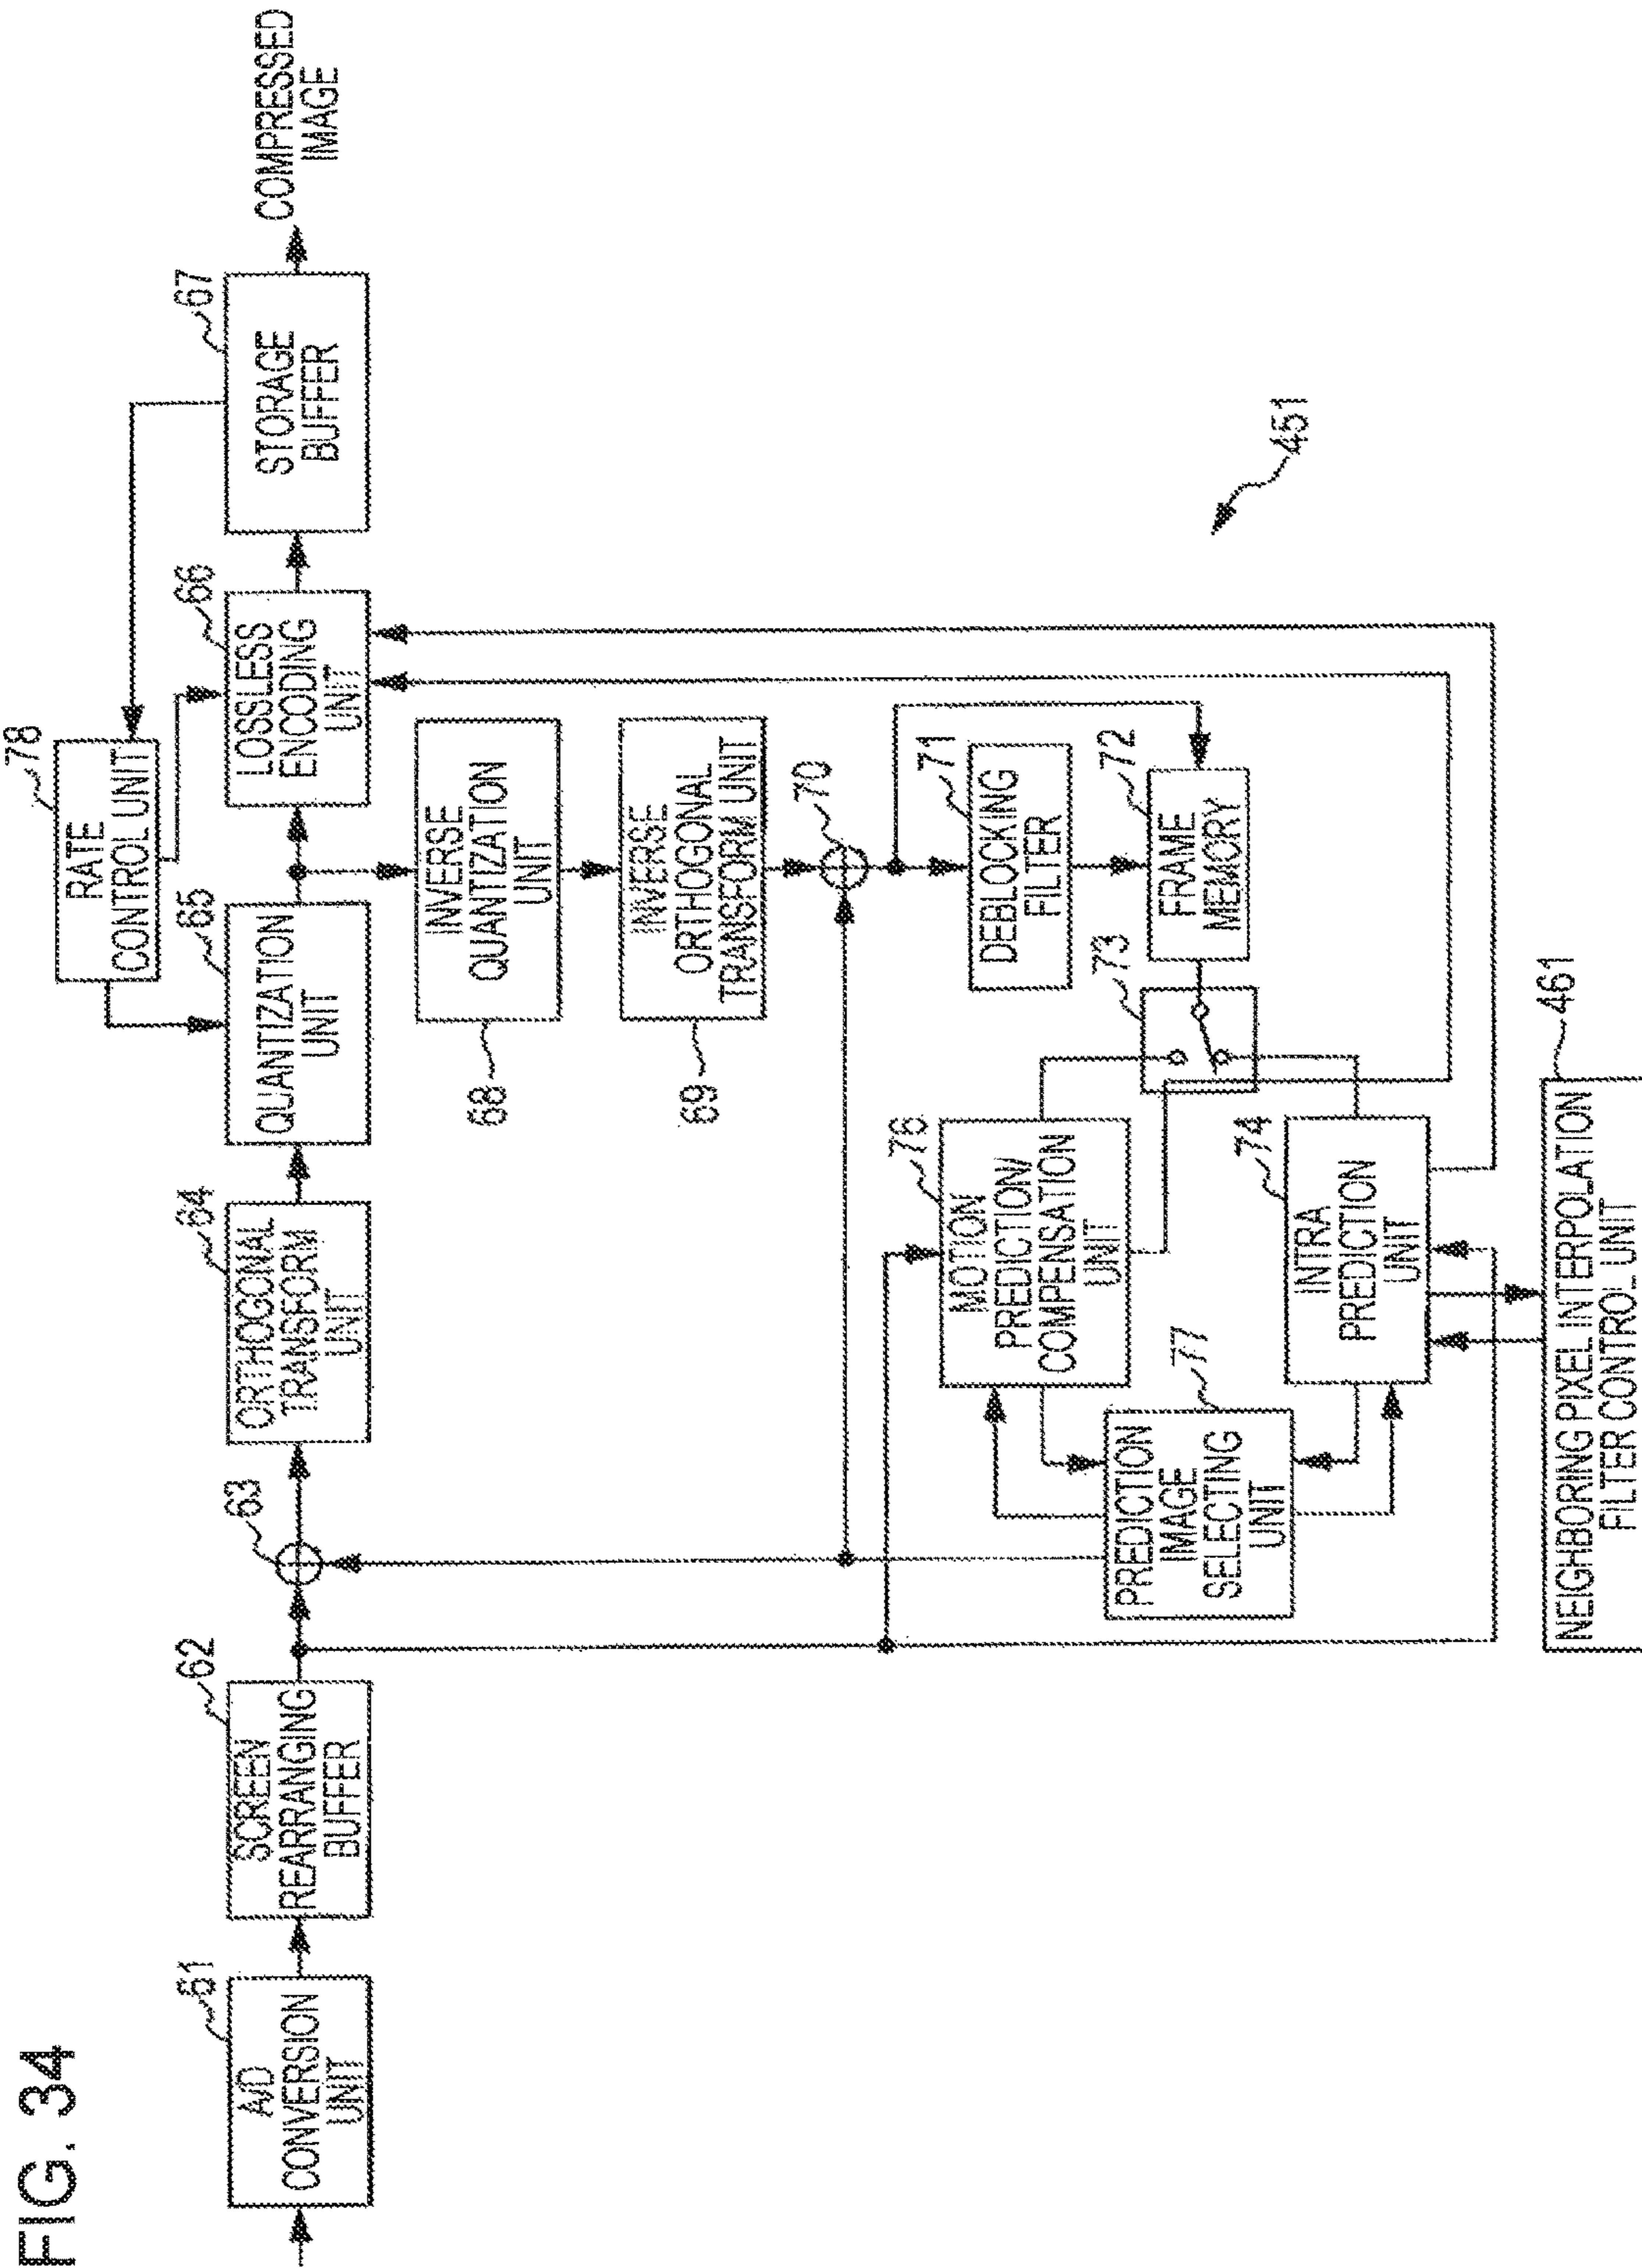 FIG. 34
61
A/D
CONVERSION
UNIT
62
SCREEN
REARRANGING
BUFFER
63
64
ORTHOGONAL
TRANSFORM
UNIT
65
QUANTIZATION
UNIT
78
RATE
CONTROL UNIT
66
LOSSLESS
ENCODING
UNIT
67
STORAGE
BUFFER
COMPRESSED
IMAGE
INVERSE
QUANTIZATION
UNIT
68
INVERSE
ORTHOGONAL
TRANSFORM UNIT
69
70
71
DEBLOCKING
FILTER
72
FRAME
MEMORY
73
76
MOTION
PREDICTION/
COMPENSATION
UNIT
77
PREDICTION
IMAGE
SELECTING
UNIT
74
INTRA
PREDICTION
UNIT
461
NEIGHBORING PIXEL INTERPOLATION
FILTER CONTROL UNIT
451